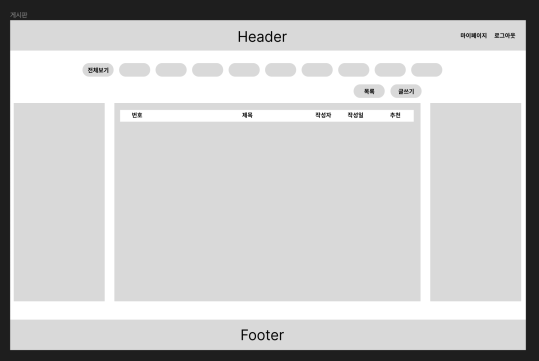 게시판
Header
마이페이지 로그아웃
전체보기
목록 글쓰기
번호 제목 작성자 작성일 추천
Footer